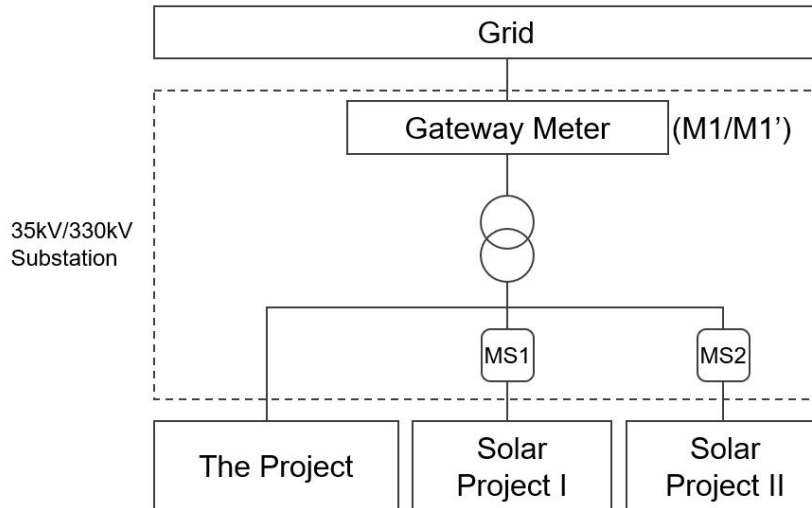 Grid
Gateway Meter
(M1/M1’)
35kV/330kV
Substation
MS1
MS2
The Project
Solar
Project I
Solar
Project II